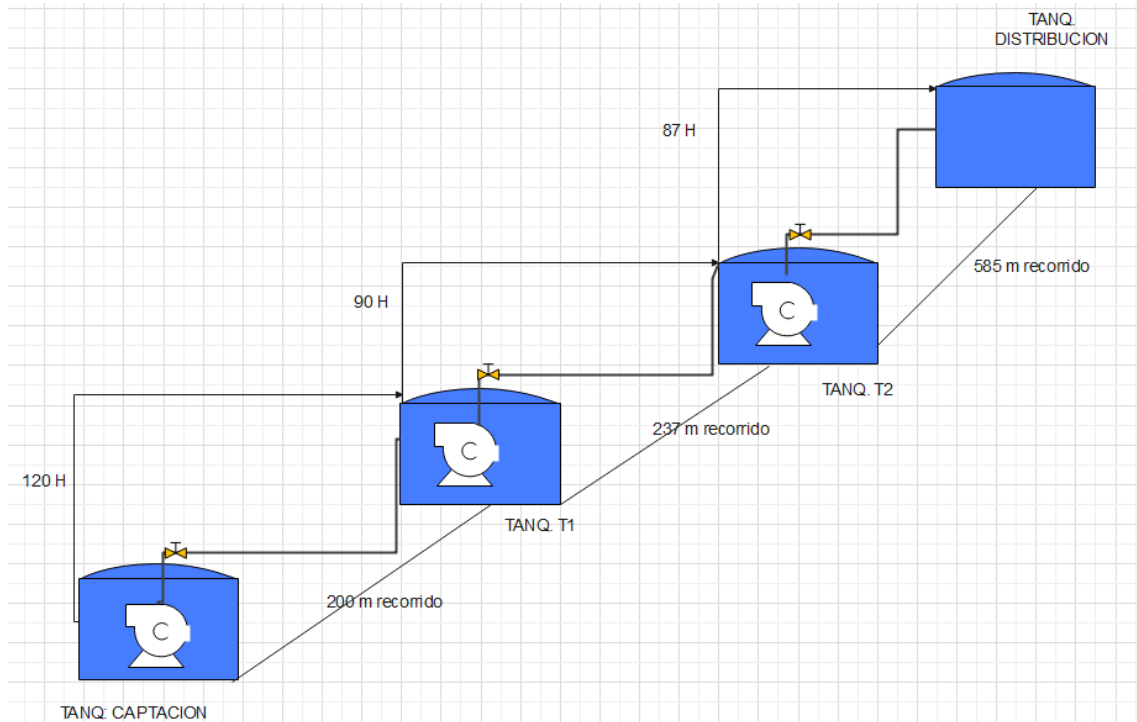 TANQ.
DISTRIBUCION
87 H
585 m recorrido
90 H
C
TANQ. T2
237 m recorrido
120 H
C
TANQ. T1
200 m recorrido
C
TANQ: CAPTACION